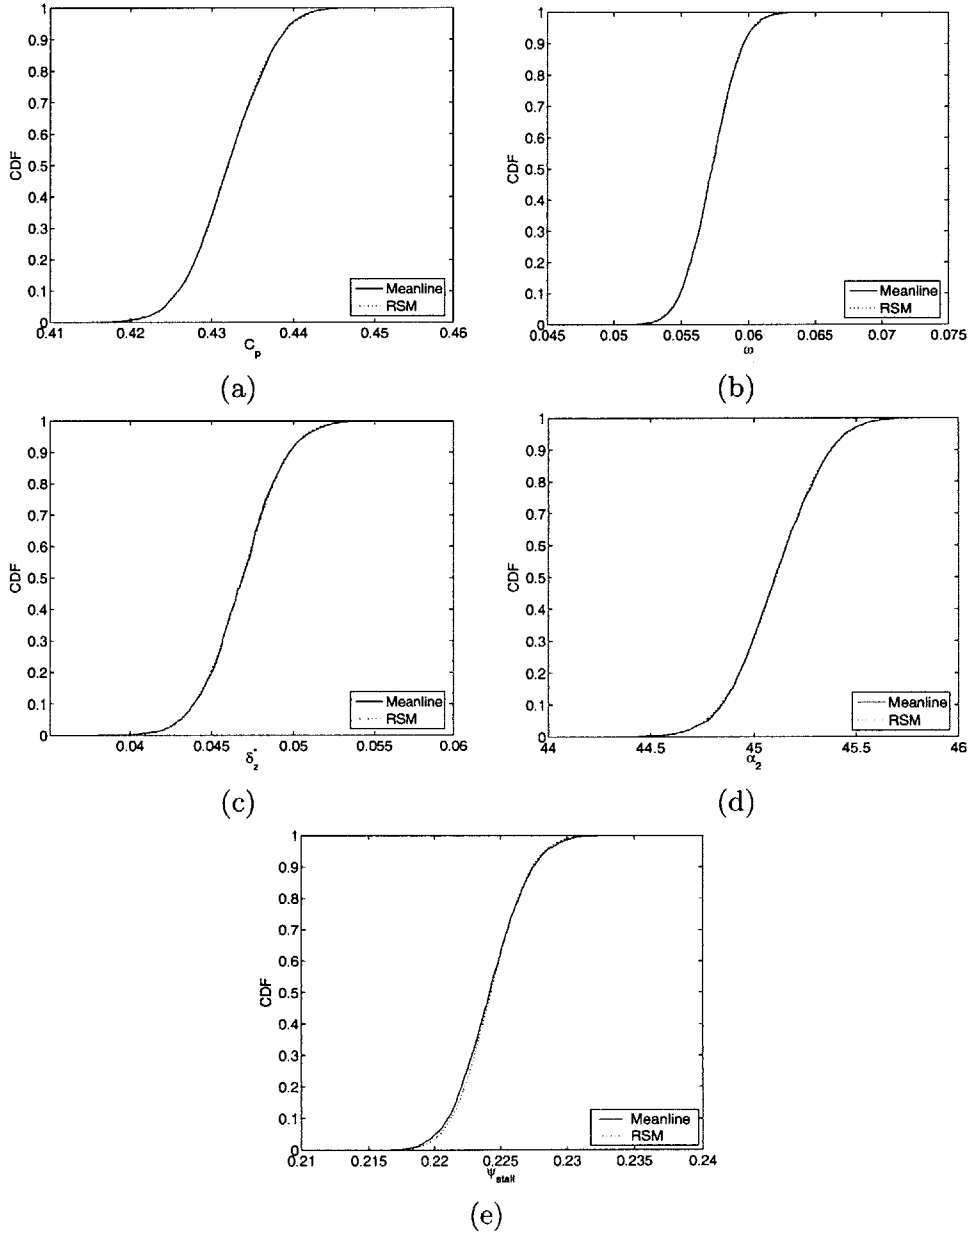 1
0.9
0.8
0.7
0.6
0.5
0.4
0.3
0.2
0.1
0
CDF
Meanline
RSM
0.41 0.42 0.43 0.44 0.45 0.46
C_p
(a)
1
0.9
0.8
0.7
0.6
0.5
0.4
0.3
0.2
0.1
0
CDF
Meanline
RSM
0.045 0.05 0.055 0.06 0.065 0.07 0.075
ω
(b)
1
0.9
0.8
0.7
0.6
0.5
0.4
0.3
0.2
0.1
0
CDF
Meanline
RSM
0.04 0.045 0.05 0.055 0.06
δ*_z
(c)
1
0.9
0.8
0.7
0.6
0.5
0.4
0.3
0.2
0.1
0
CDF
Meanline
RSM
44 44.5 45 45.5 46
α_2
(d)
1
0.9
0.8
0.7
0.6
0.5
0.4
0.3
0.2
0.1
0
CDF
Meanline
RSM
0.21 0.215 0.22 0.225 0.23 0.235 0.24
ψ_stall
(e)